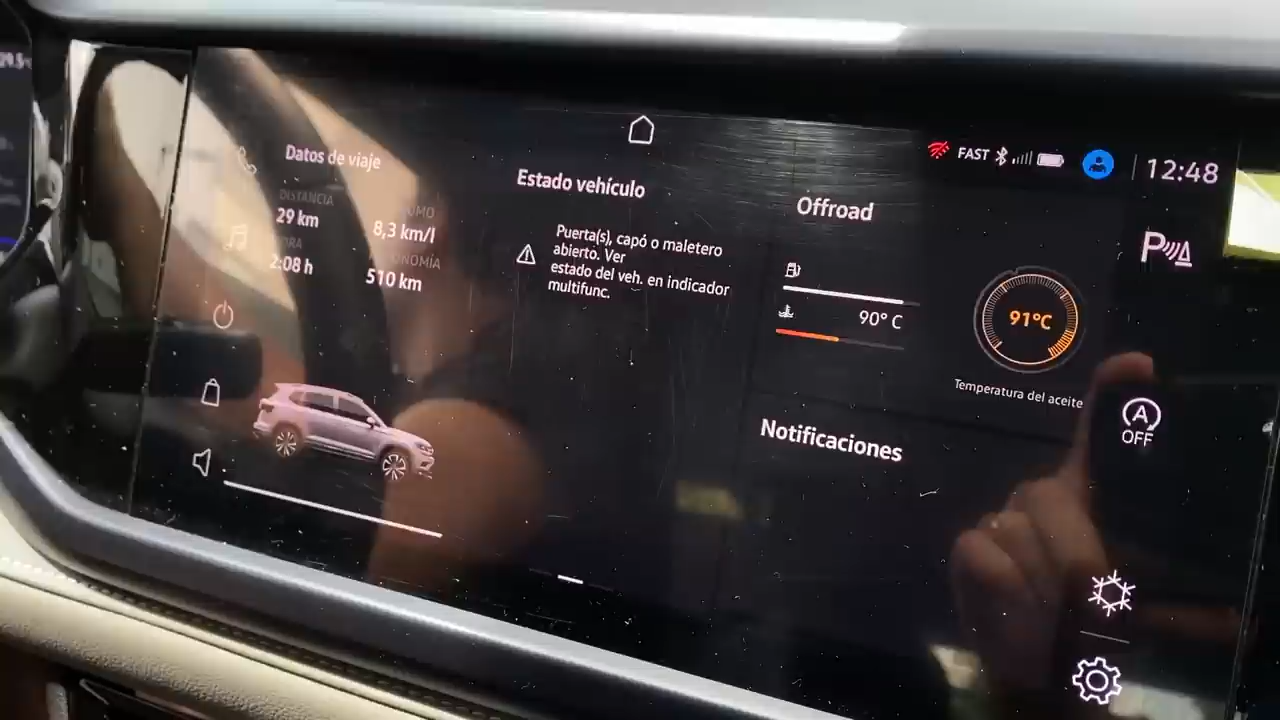 FAST
12:48
Datos de viaje
DISTANCIA
29 km
8,3 km/l
2:08 h
510 km
Estado vehículo
Puerta(s), capó o maletero
abierto. Ver
estado del veh. en indicador
multifunc.
Offroad
90° C
91°C
Temperatura del aceite
Notificaciones
P
A
OFF